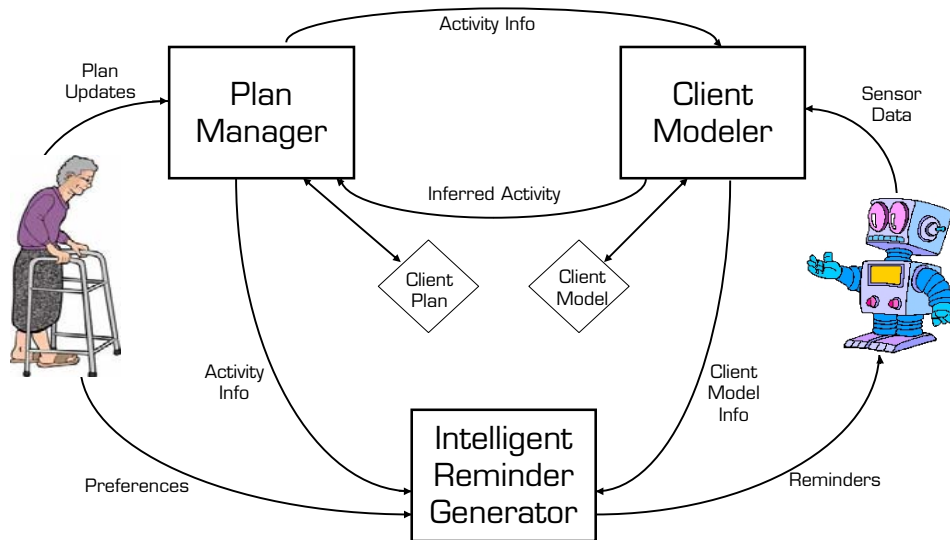 Activity Info
Plan
Updates
Plan
Manager
Client
Modeler
Sensor
Data
Inferred Activity
Client
Plan
Client
Model
Activity
Info
Client
Model
Info
Intelligent
Reminder
Generator
Preferences
Reminders